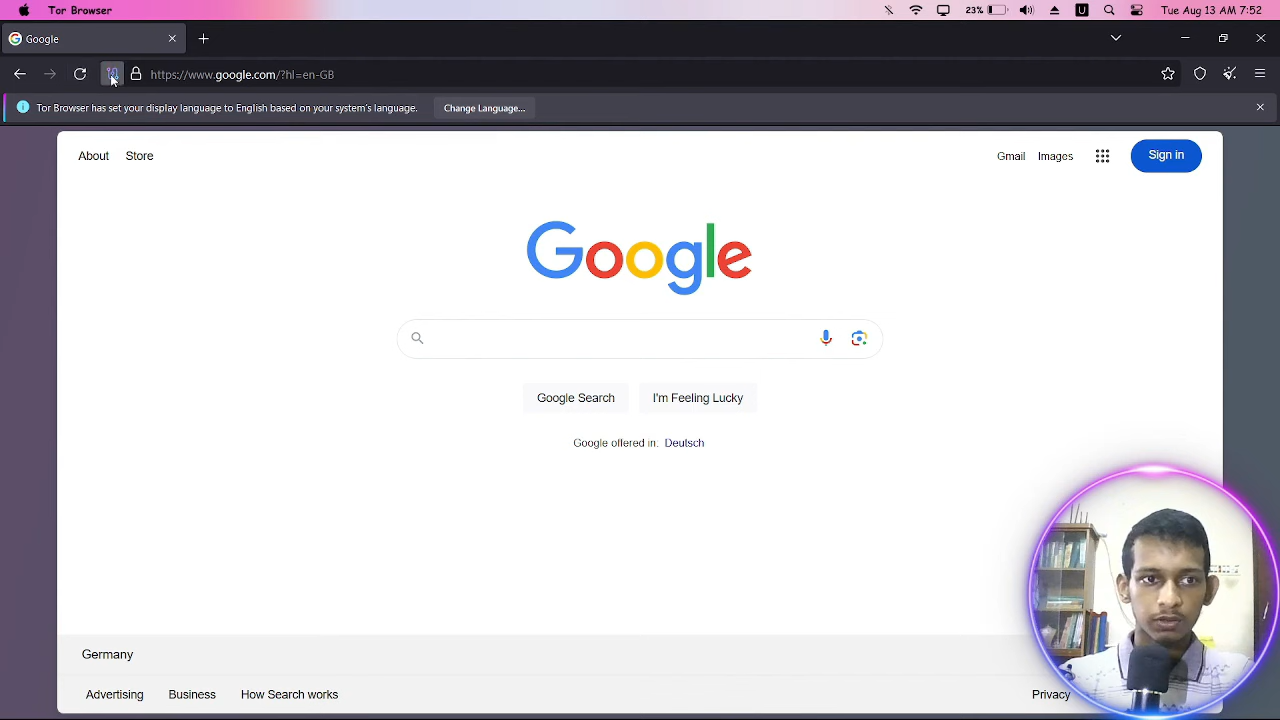 Tor Browser
23%
U
Tue Aug 13 AM 7:52
Google
https://www.google.com/?hl=en-GB
Tor Browser has set your display language to English based on your system's language.
Change Language...
About
Store
Gmail
Images
Sign in
Google
Google Search
I'm Feeling Lucky
Google offered in: Deutsch
Germany
Advertising
Business
How Search works
Privacy